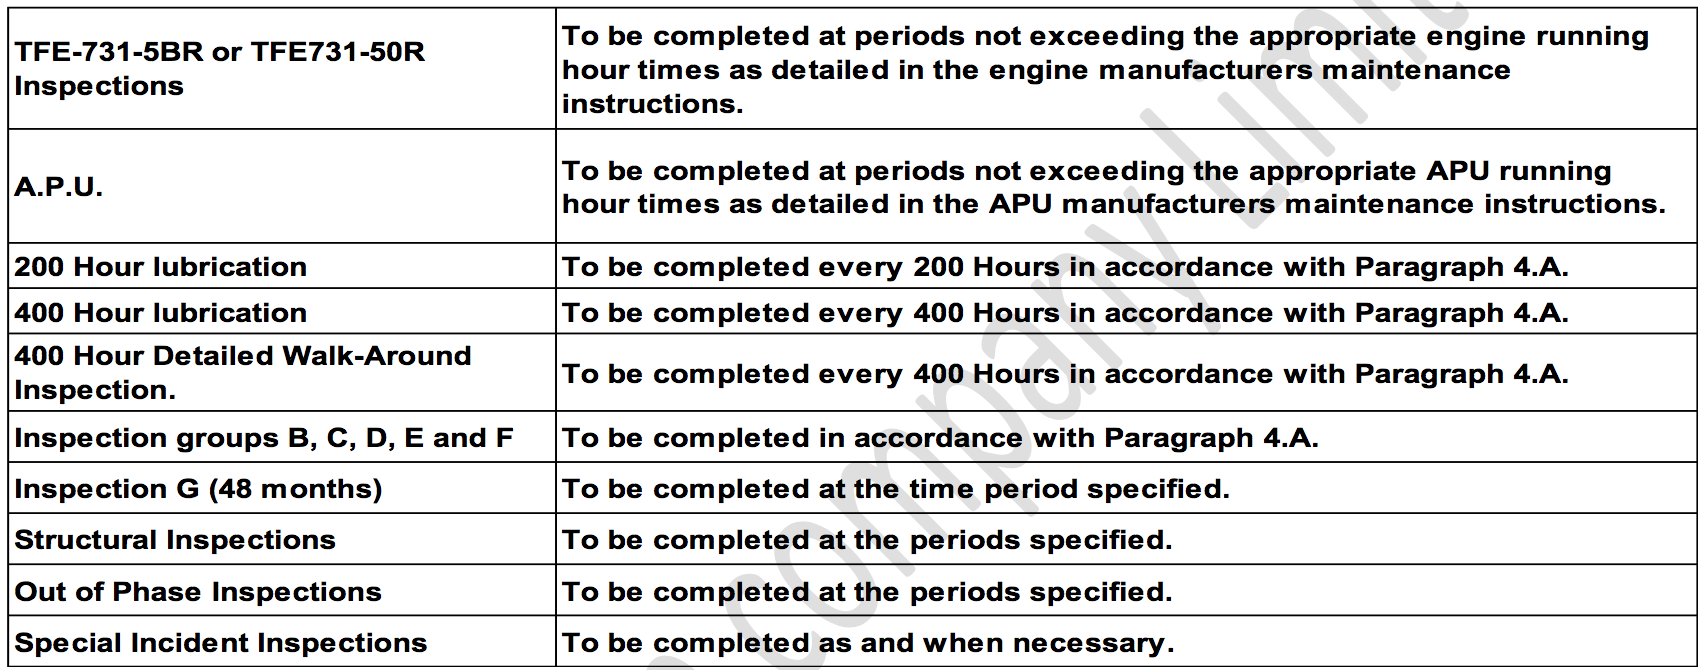 TFE-731-5BR or TFE731-50R
Inspections
To be completed at periods not exceeding the appropriate engine running
hour times as detailed in the engine manufacturers maintenance
instructions.
A.P.U.
To be completed at periods not exceeding the appropriate APU running
hour times as detailed in the APU manufacturers maintenance instructions.
200 Hour lubrication
To be completed every 200 Hours in accordance with Paragraph 4.A.
400 Hour lubrication
To be completed every 400 Hours in accordance with Paragraph 4.A.
400 Hour Detailed Walk-Around
Inspection.
To be completed every 400 Hours in accordance with Paragraph 4.A.
Inspection groups B, C, D, E and F
To be completed in accordance with Paragraph 4.A.
Inspection G (48 months)
To be completed at the time period specified.
Structural Inspections
To be completed at the periods specified.
Out of Phase Inspections
To be completed at the periods specified.
Special Incident Inspections
To be completed as and when necessary.
company